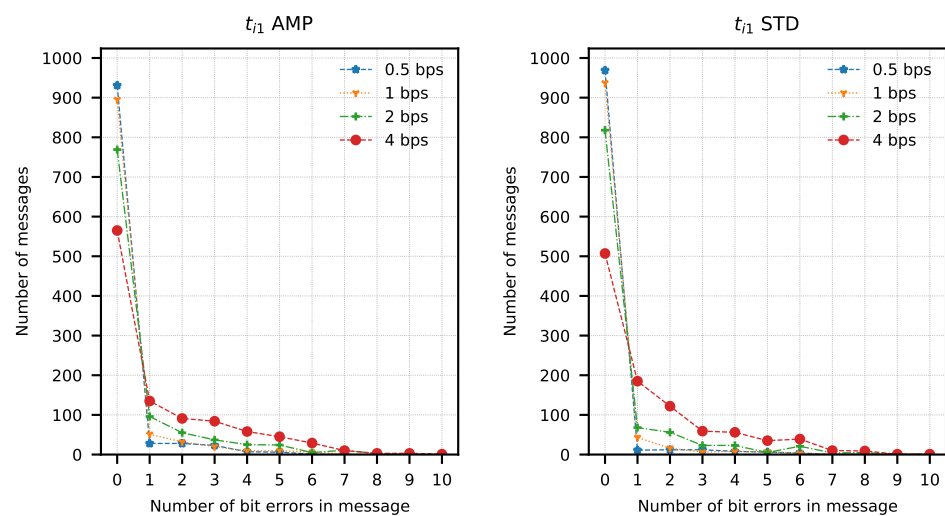 t_{i1} AMP
1000
900
800
700
600
500
400
300
200
100
0
Number of messages
0.5 bps
1 bps
2 bps
4 bps
0 1 2 3 4 5 6 7 8 9 10
Number of bit errors in message
t_{i1} STD
1000
900
800
700
600
500
400
300
200
100
0
Number of messages
0.5 bps
1 bps
2 bps
4 bps
0 1 2 3 4 5 6 7 8 9 10
Number of bit errors in message